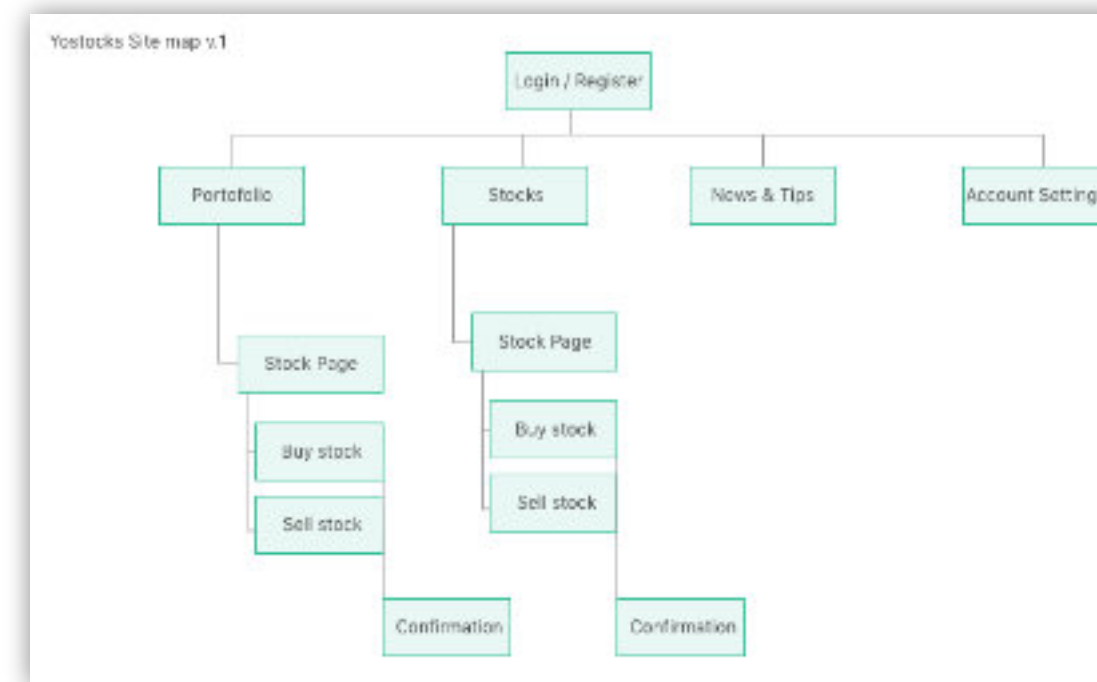 Yostocks Site map v.1
Login / Register
Portofolio
Stocks
News & Tips
Account Setting
Stock Page
Stock Page
Buy stock
Buy stock
Sell stock
Sell stock
Confirmation
Confirmation